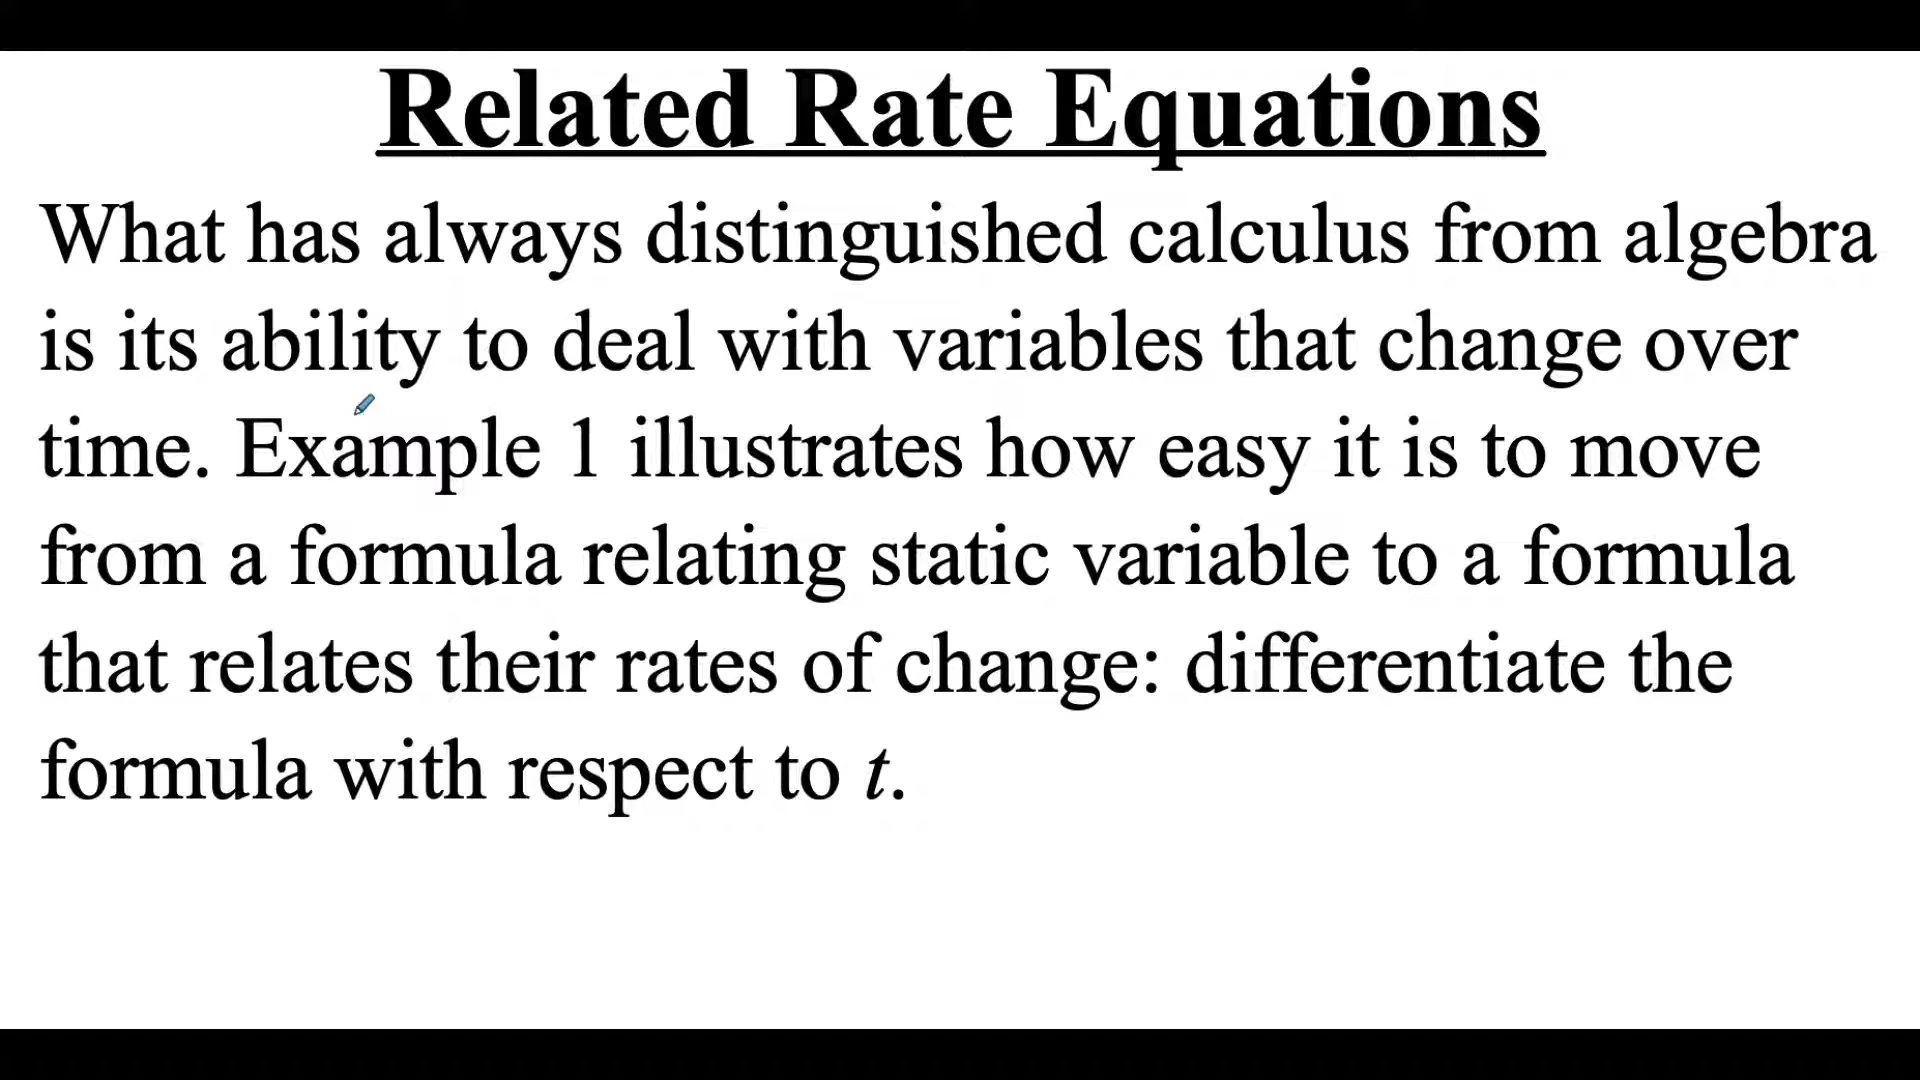 Related Rate Equations
What has always distinguished calculus from algebra
is its ability to deal with variables that change over
time. Example 1 illustrates how easy it is to move
from a formula relating static variable to a formula
that relates their rates of change: differentiate the
formula with respect to t.